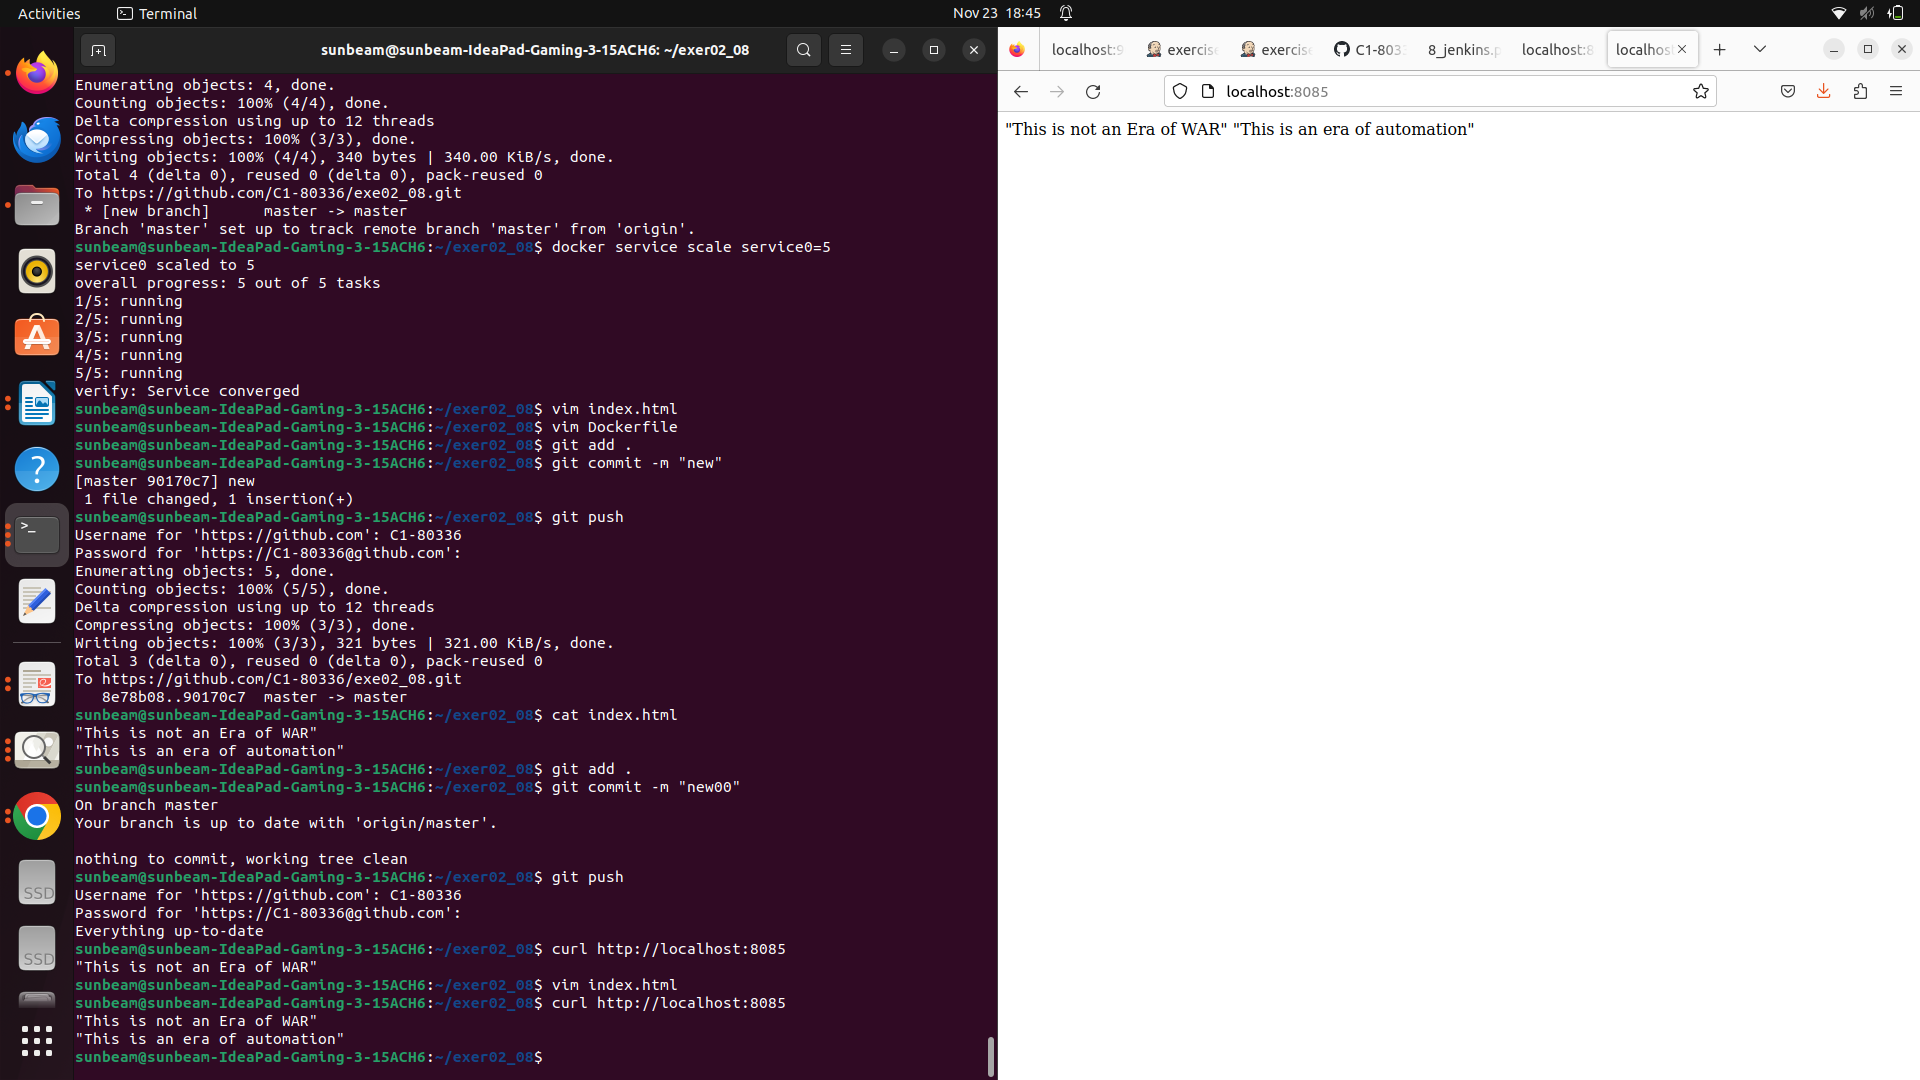 Activities
Terminal
Nov 23 18:45
sunbeam@sunbeam-IdeaPad-Gaming-3-15ACH6: ~/exer02_08
Enumerating objects: 4, done.
Counting objects: 100% (4/4), done.
Delta compression using up to 12 threads
Compressing objects: 100% (3/3), done.
Writing objects: 100% (4/4), 340 bytes | 340.00 KiB/s, done.
Total 4 (delta 0), reused 0 (delta 0), pack-reused 0
To https://github.com/C1-80336/exe02_08.git
* [new branch]      master -> master
Branch 'master' set up to track remote branch 'master' from 'origin'.
sunbeam@sunbeam-IdeaPad-Gaming-3-15ACH6:~/exer02_08$ docker service scale service0=5
service0 scaled to 5
overall progress: 5 out of 5 tasks
1/5: running
2/5: running
3/5: running
4/5: running
5/5: running
verify: Service converged
sunbeam@sunbeam-IdeaPad-Gaming-3-15ACH6:~/exer02_08$ vim index.html
sunbeam@sunbeam-IdeaPad-Gaming-3-15ACH6:~/exer02_08$ vim Dockerfile
sunbeam@sunbeam-IdeaPad-Gaming-3-15ACH6:~/exer02_08$ git add .
sunbeam@sunbeam-IdeaPad-Gaming-3-15ACH6:~/exer02_08$ git commit -m "new"
[master 90170c7] new
1 file changed, 1 insertion(+)
sunbeam@sunbeam-IdeaPad-Gaming-3-15ACH6:~/exer02_08$ git push
Username for 'https://github.com': C1-80336
Password for 'https://C1-80336@github.com':
Enumerating objects: 5, done.
Counting objects: 100% (5/5), done.
Delta compression using up to 12 threads
Compressing objects: 100% (3/3), done.
Writing objects: 100% (3/3), 321 bytes | 321.00 KiB/s, done.
Total 3 (delta 0), reused 0 (delta 0), pack-reused 0
To https://github.com/C1-80336/exe02_08.git
8e78b08..90170c7  master -> master
sunbeam@sunbeam-IdeaPad-Gaming-3-15ACH6:~/exer02_08$ cat index.html
"This is not an Era of WAR"
"This is an era of automation"
sunbeam@sunbeam-IdeaPad-Gaming-3-15ACH6:~/exer02_08$ git add .
sunbeam@sunbeam-IdeaPad-Gaming-3-15ACH6:~/exer02_08$ git commit -m "new00"
On branch master
Your branch is up to date with 'origin/master'.
nothing to commit, working tree clean
sunbeam@sunbeam-IdeaPad-Gaming-3-15ACH6:~/exer02_08$ git push
Username for 'https://github.com': C1-80336
Password for 'https://C1-80336@github.com':
Everything up-to-date
sunbeam@sunbeam-IdeaPad-Gaming-3-15ACH6:~/exer02_08$ curl http://localhost:8085
"This is not an Era of WAR"
sunbeam@sunbeam-IdeaPad-Gaming-3-15ACH6:~/exer02_08$ vim index.html
sunbeam@sunbeam-IdeaPad-Gaming-3-15ACH6:~/exer02_08$ curl http://localhost:8085
"This is not an Era of WAR"
"This is an era of automation"
sunbeam@sunbeam-IdeaPad-Gaming-3-15ACH6:~/exer02_08$
SSD
SSD
localhost:9 exercis exercis C1-803 8_jenkins.p localhost:8 localhos
localhost:8085
"This is not an Era of WAR" "This is an era of automation"